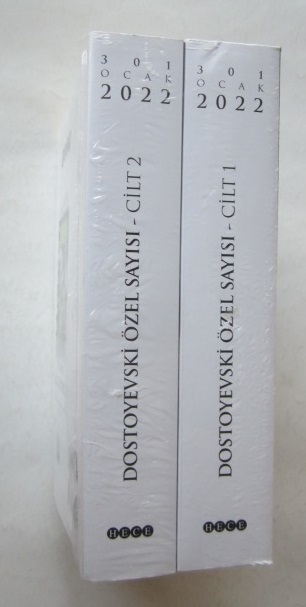 301
OCAK
2022
DOSTOYEVSKİ ÖZEL SAYISI - CİLT 2
HECE
301
OCAK
2022
DOSTOYEVSKİ ÖZEL SAYISI - CİLT 1
HECE